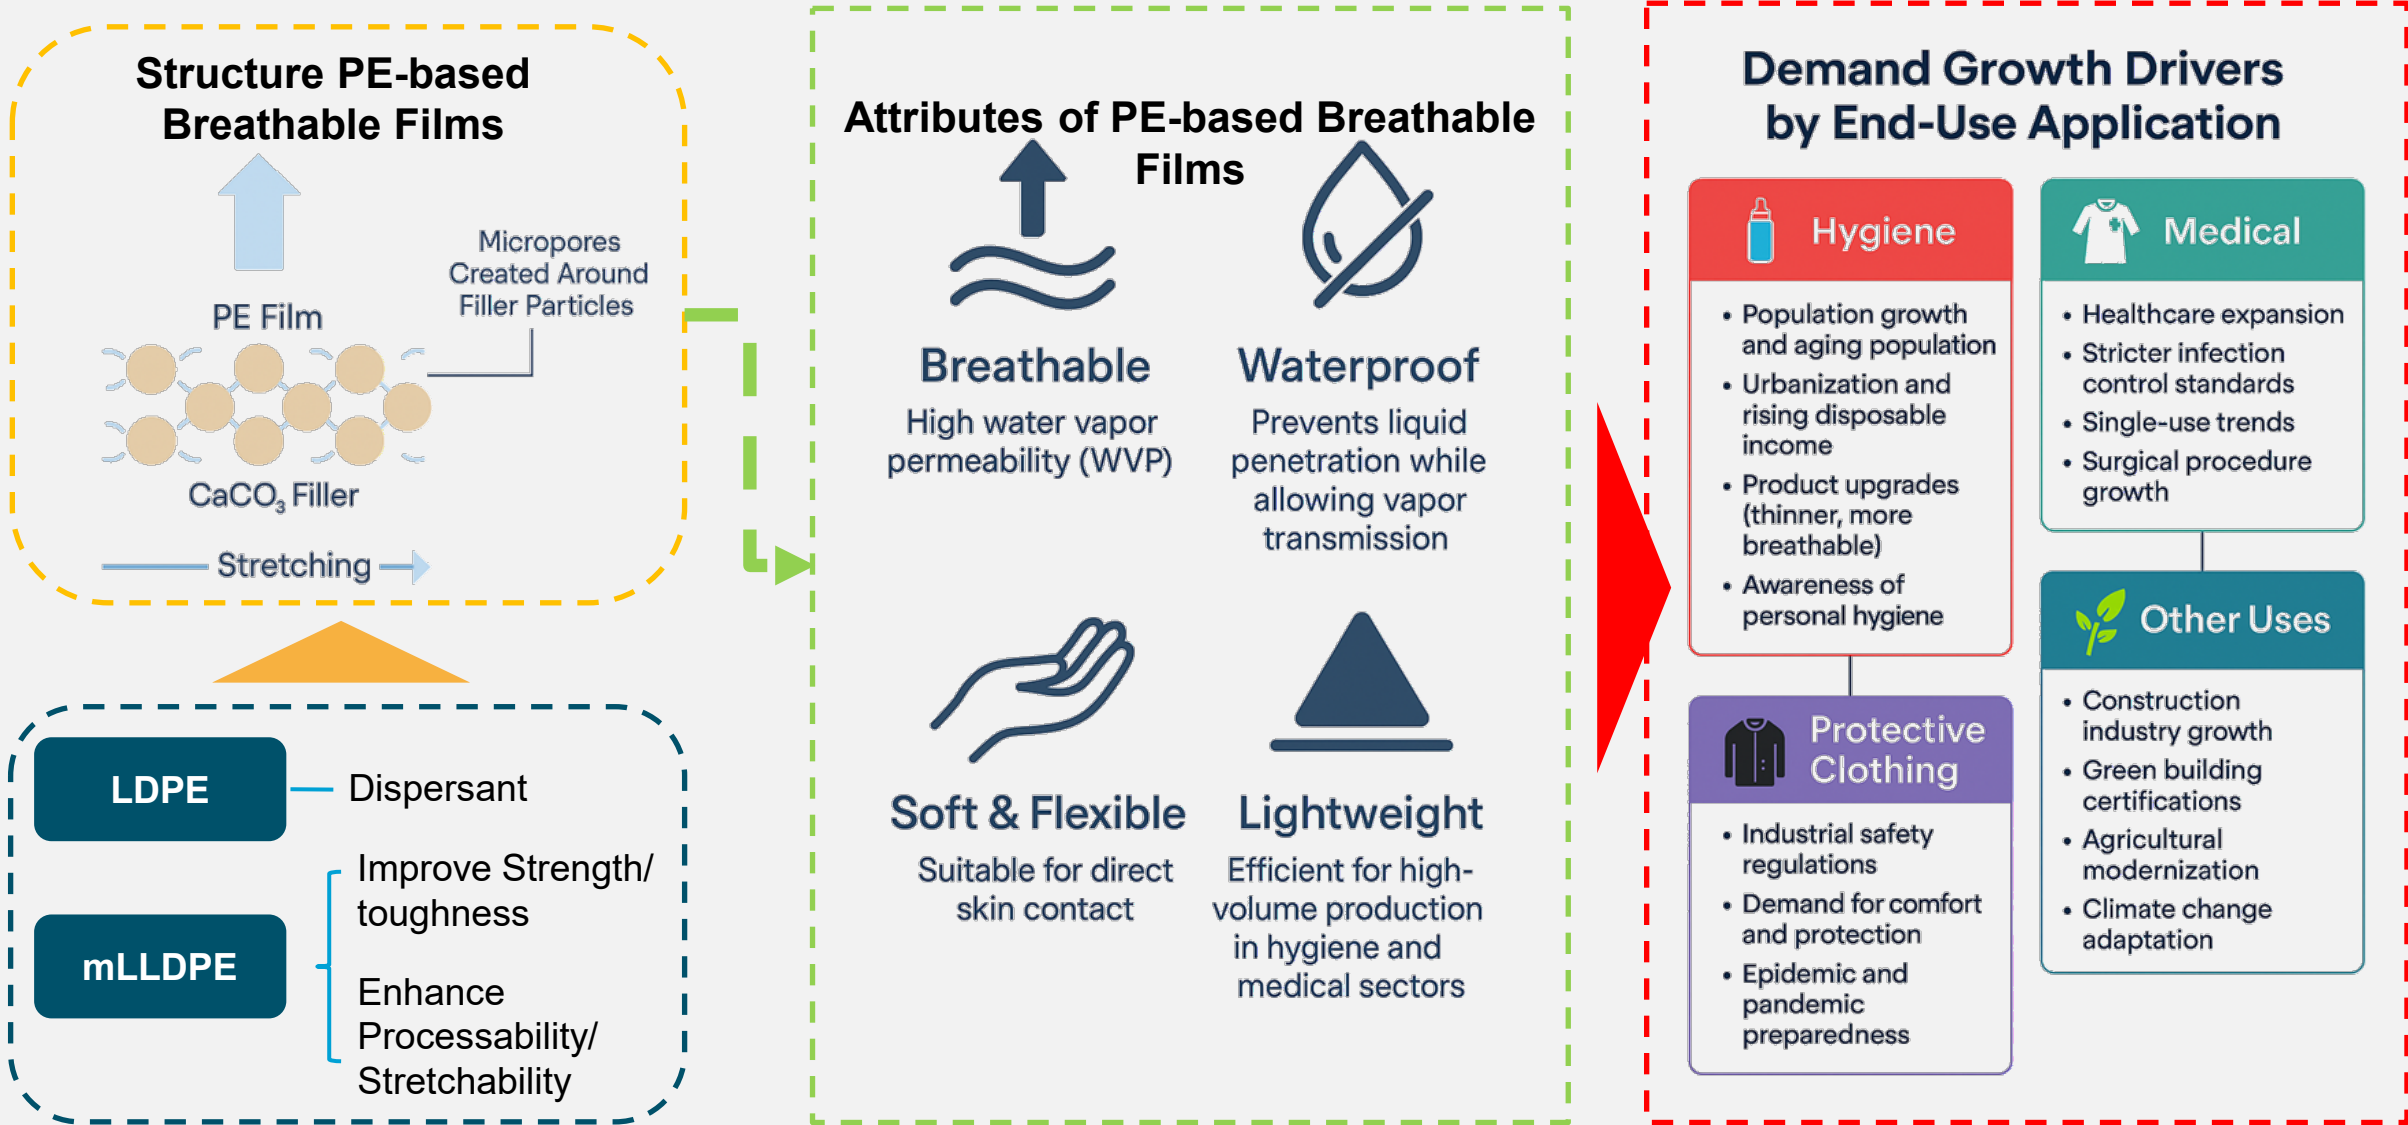 Structure PE-based
Breathable Films
Micropores
Created Around
Filler Particles
PE Film
CaCO₃ Filler
Stretching
LDPE
Dispersant
mLLDPE
Improve Strength/
toughness
Enhance
Processability/
Stretchability
Attributes of PE-based Breathable
Films
Breathable
High water vapor
permeability (WVP)
Waterproof
Prevents liquid
penetration while
allowing vapor
transmission
Soft & Flexible
Suitable for direct
skin contact
Lightweight
Efficient for high-
volume production
in hygiene and
medical sectors
Demand Growth Drivers
by End-Use Application
Hygiene
• Population growth
and aging population
• Urbanization and
rising disposable
income
• Product upgrades
(thinner, more
breathable)
• Awareness of
personal hygiene
Medical
• Healthcare expansion
• Stricter infection
control standards
• Single-use trends
• Surgical procedure
growth
Protective
Clothing
• Industrial safety
regulations
• Demand for comfort
and protection
• Epidemic and
pandemic
preparedness
Other Uses
• Construction
industry growth
• Green building
certifications
• Agricultural
modernization
• Climate change
adaptation